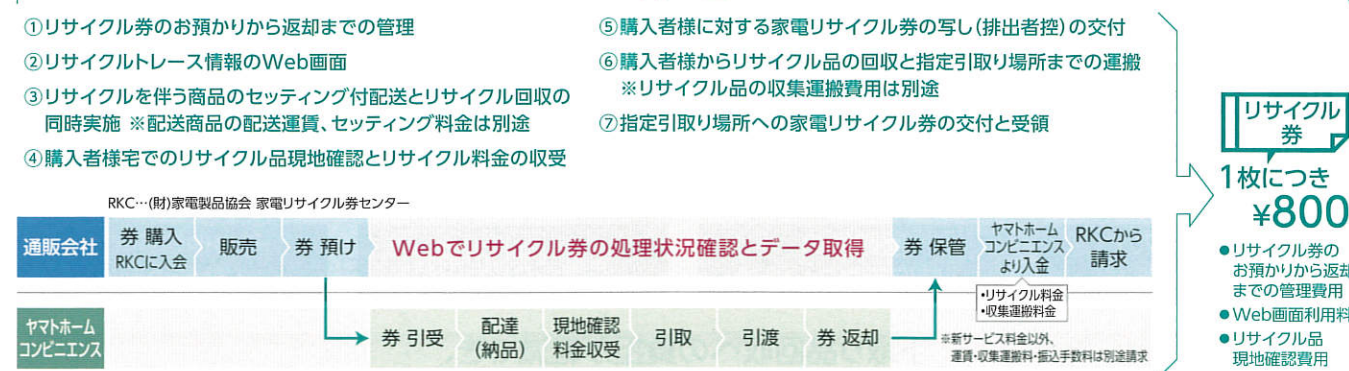 ①リサイクル券のお預かりから返却までの管理
②リサイクルトレース情報のWeb画面
③リサイクルを伴う商品のセッティング付配送とリサイクル回収の
同時実施 ※配送商品の配送運賃、セッティング料金は別途
④購入者様宅でのリサイクル品現地確認とリサイクル料金の収受
⑤購入者様に対する家電リサイクル券の写し(排出者控)の交付
⑥購入者様からリサイクル品の回収と指定引取り場所までの運搬
※リサイクル品の収集運搬費用は別途
⑦指定引取り場所への家電リサイクル券の交付と受領
リサイクル
券
1枚につき
¥800
●リサイクル券の
お預かりから返却
までの管理費用
●Web画面利用料
●リサイクル品
現地確認費用
RKC…(財)家電製品協会 家電リサイクル券センター
通販会社
券 購入
RKCに入会
販売
券 預け
Webでリサイクル券の処理状況確認とデータ取得
券 保管
ヤマトホーム
コンビニエンス
より入金
RKCから
請求
・リサイクル料金
・収集運搬料金
ヤマトホーム
コンビニエンス
券 引受
配達
(納品)
現地確認
料金収受
引取
引渡
券 返却
※新サービス料金以外、
運賃・収集運搬料・振込手数料は別途請求